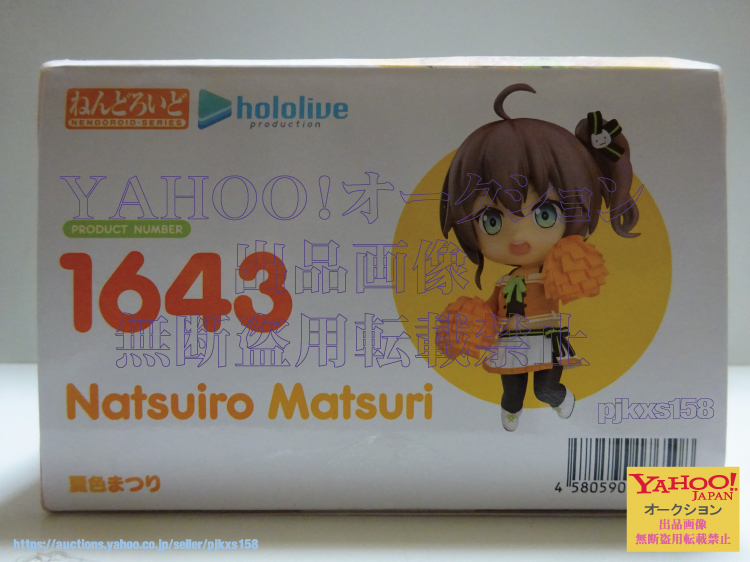 ねんどろいど
NENDOROID-SERIES
hololive
production
YAHOO!オークション
PRODUCT NUMBER
出品画像
1643
無断盗用転載禁止
Natsuiro Matsuri
pjkxs158
4 580590
夏色まつり
YAHOO!
JAPAN
オークション
出品画像
無断盗用転載禁止
https://auctions.yahoo.co.jp/seller/pjkxs158